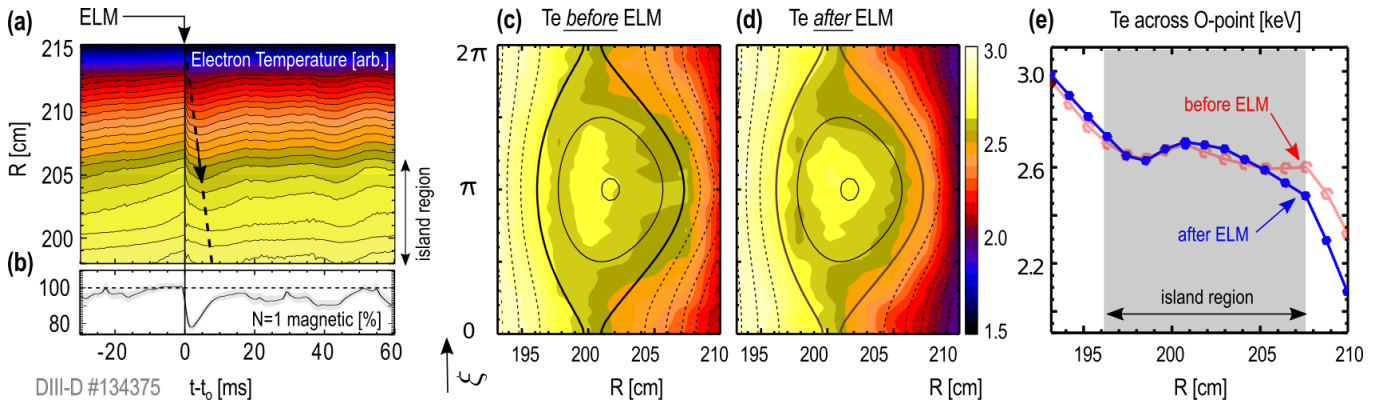 (a)
ELM
215
210
205
200
R [cm]
Electron Temperature [arb.]
island region
(b)
100
80
N=1 magnetic [%]
-30
0
20
40
60
DIII-D #134375
t-to [ms]
(c)
Te before ELM
2π
π
0
ξ
195
200
205
210
R [cm]
(d)
Te after ELM
195
200
205
210
R [cm]
3.0
2.5
2.0
1.5
(e)
Te across O-point [keV]
3.0
2.6
2.2
before ELM
after ELM
island region
195
200
205
210
R [cm]